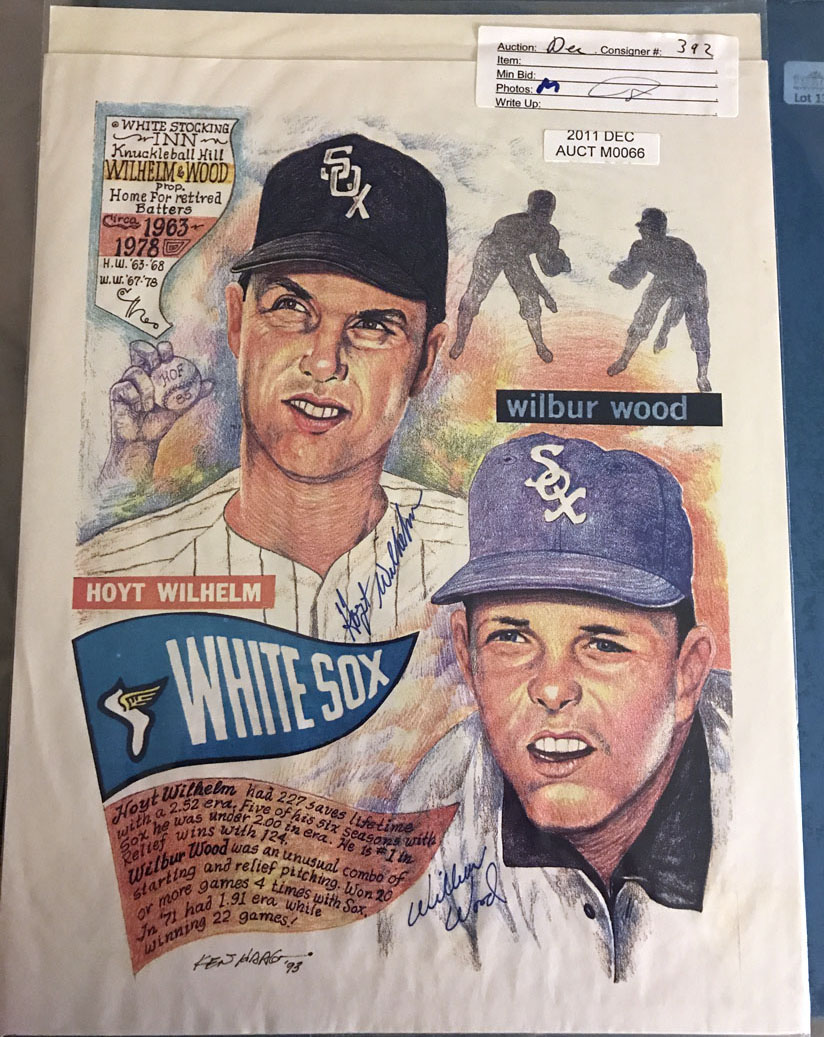 Auction: Dec. Consigner #: 392
Item:
Min Bid:
Photos: M
Write Up:
2011 DEC
AUCT M0066
Lot
WHITE STOCKING
INN
Knuckleball Hill
WILHELM & WOOD
Prop.
Home For retired
Batters
Circa 1963-
1978
H.W. '63-'68
W.W. '67-'78
SOX
HOF
85
wilbur wood
SOX
HOYT WILHELM
Hoyt Wilhelm
WHITE SOX
Hoyt Wilhelm had 227 saves lifetime
with a 2.52 era. Five of his six seasons with
Sox he was under 2.00 in era. He is #1 in
Relief wins with 124.
Wilbur Wood was an unusual combo of
starting and relief pitching. Won 20
or more games 4 times with Sox.
In '71 had 1.91 era while
winning 22 games!
Wilbur
Wood
KEN HAAG '93